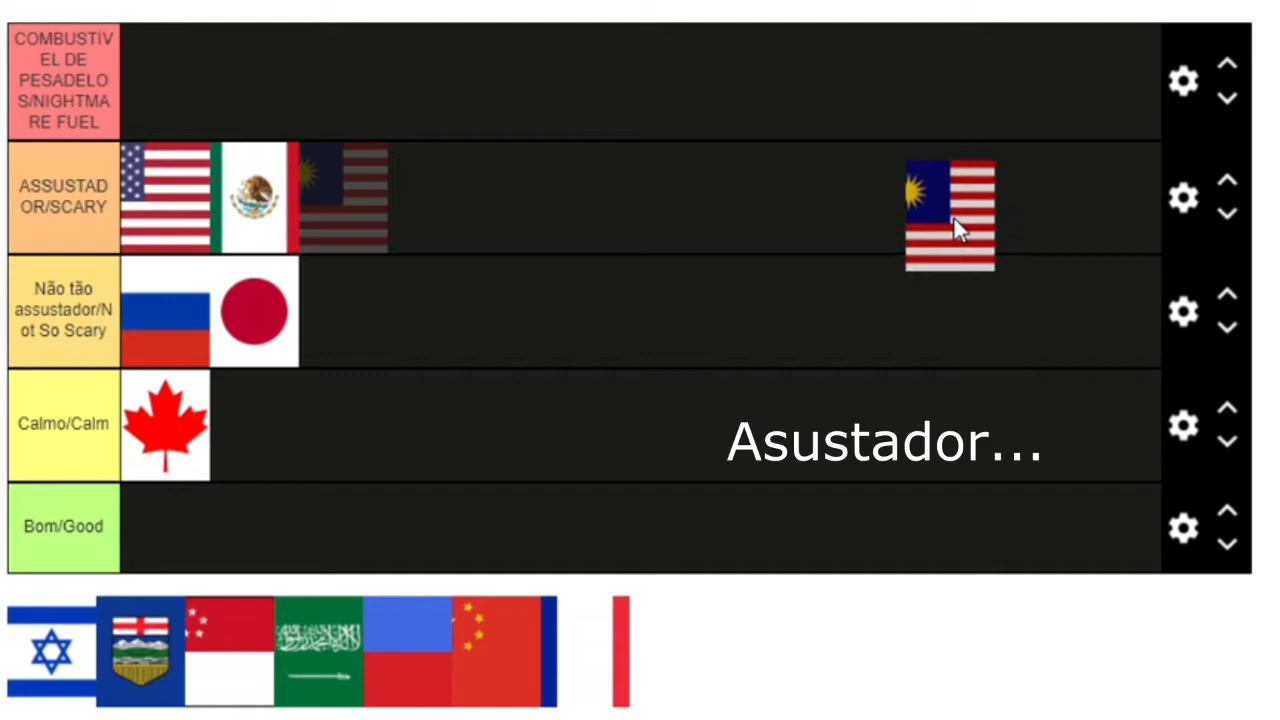 COMBUSTÍV
EL DE
PESADELO
S/NIGHTMA
RE FUEL
ASSUSTAD
OR/SCARY
Não tão
assustador/N
ot So Scary
Calmo/Calm
Asustador...
Bom/Good